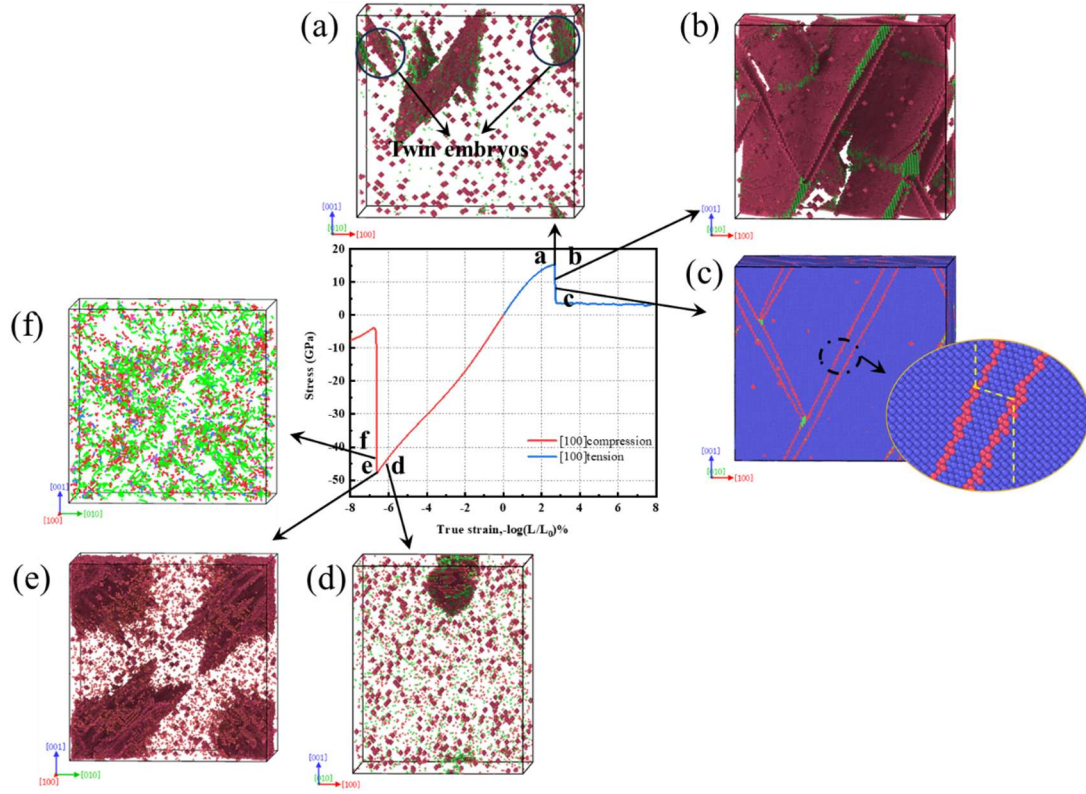 (a)
Twin embryos
[001]
[010]
[100]
(b)
[001]
[010]
[100]
(c)
[001]
[010]
[100]
(f)
[001]
[100]
[010]
20
10
0
-10
-20
-30
-40
-50
Stress (GPa)
a
b
c
f
e
d
[100]compression
[100]tension
-8
-6
-4
-2
0
2
4
6
8
True strain,-log(L/L₀)%
(e)
[001]
[100]
[010]
(d)
[001]
[010]
[100]